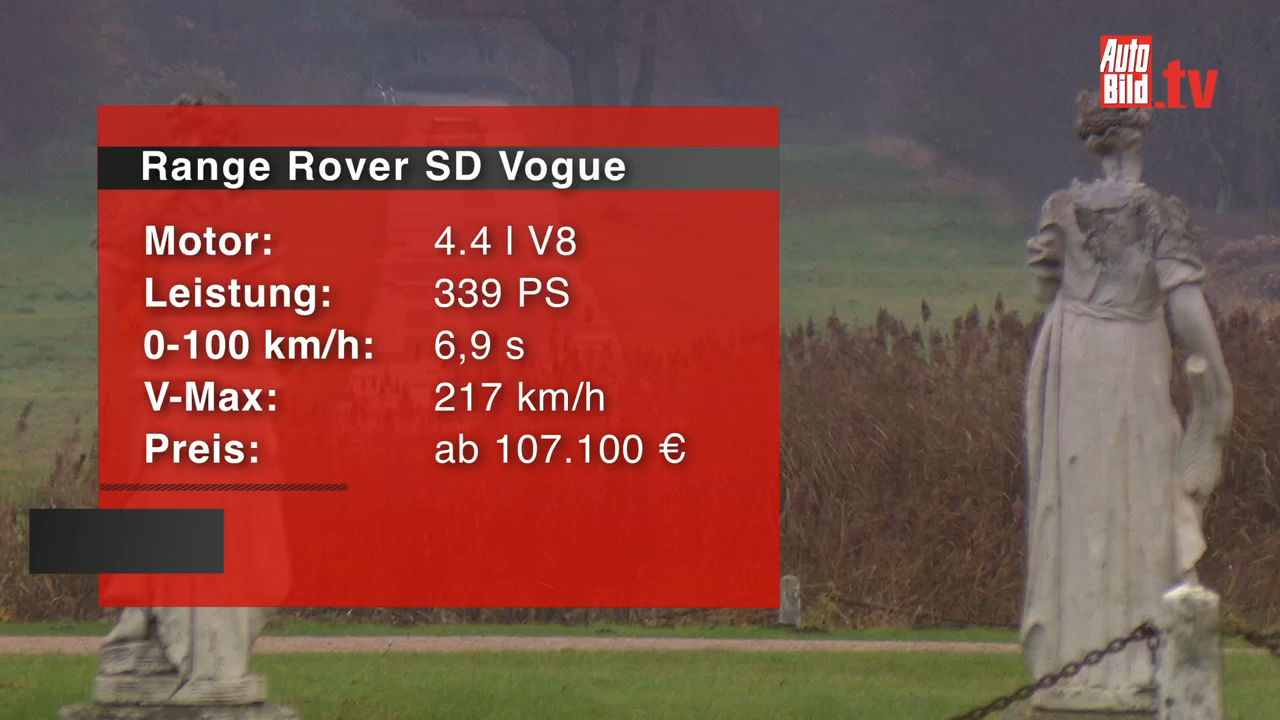 Auto
Bild.tv
Range Rover SD Vogue
Motor: 4.4 l V8
Leistung: 339 PS
0-100 km/h: 6,9 s
V-Max: 217 km/h
Preis: ab 107.100 €